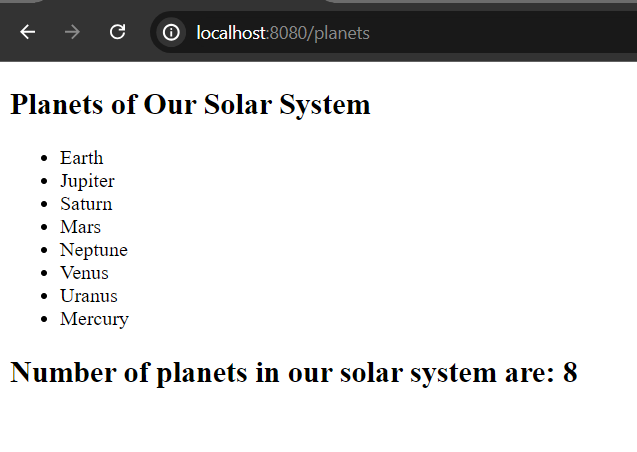 localhost:8080/planets
Planets of Our Solar System
Earth
Jupiter
Saturn
Mars
Neptune
Venus
Uranus
Mercury
Number of planets in our solar system are: 8